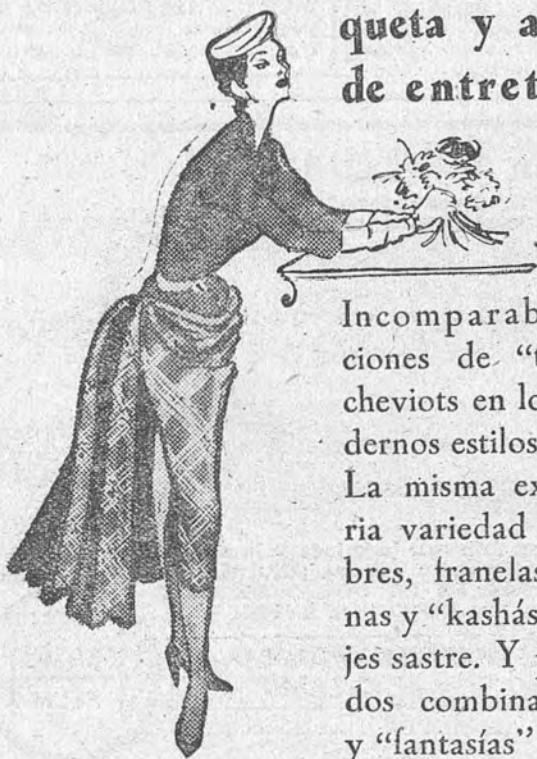 queta y a
de entret
Incomparab
ciones de “t
cheviots en lo
dernos estilos
La misma ex
ria variedad
bres, franelas
nas y “kashás
jes sastre. Y
dos combina
y “fantasías”